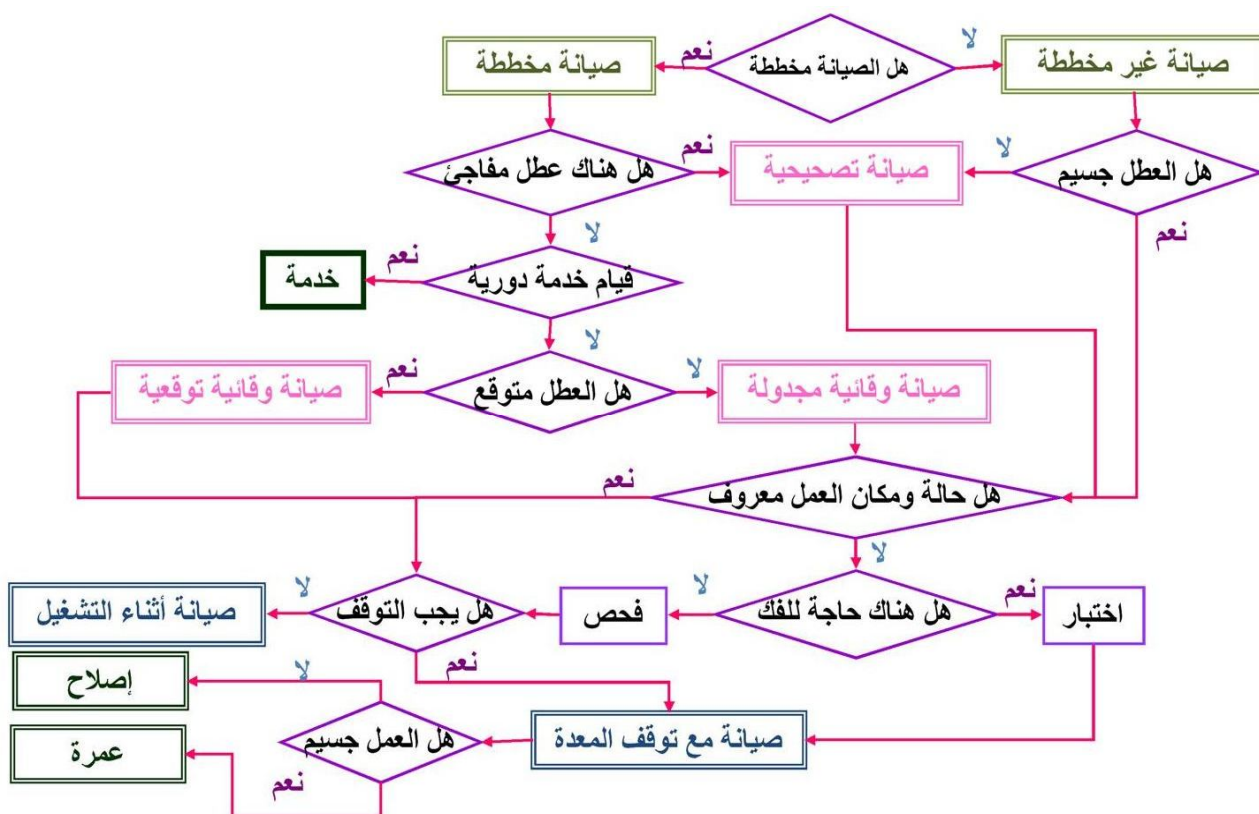 صيانة غير مخططة
لا
هل الصيانة مخططة
نعم
صيانة مخططة
هل العطل جسيم
لا
صيانة تصحيحية
نعم
هل هناك عطل مفاجئ
نعم
لا
قيام خدمة دورية
نعم
خدمة
لا
صيانة وقائية مجدولة
لا
هل العطل متوقع
نعم
صيانة وقائية توقعية
هل حالة ومكان العمل معروف
نعم
لا
اختبار
نعم
هل هناك حاجة للفك
لا
فحص
هل يجب التوقف
لا
صيانة أثناء التشغيل
نعم
صيانة مع توقف المعدة
هل العمل جسيم
لا
إصلاح
نعم
عمرة